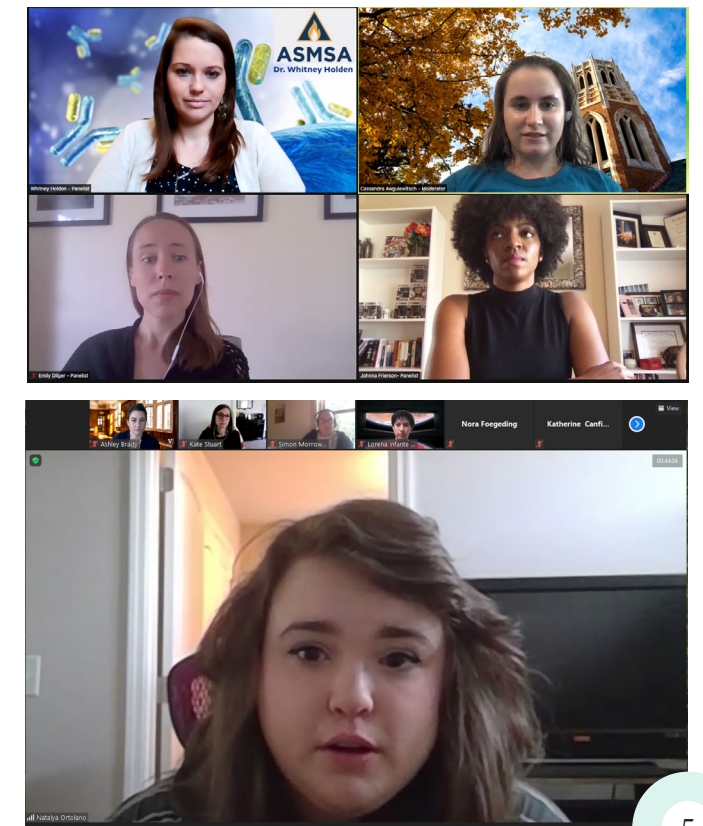 ASMSA
Dr. Whitney Holden
Whitney Holden - Panelist
Cassandra Awgulewitsch - Moderator
Emily Dilger - Panelist
Johnna Frierson- Panelist
View
Nora Foegeding
Katherine Canfi...
Ashley Brady
Kate Stuart
Simon Morrow...
Lorena Infante ...
00:44:04
Natalya Ortolano
5